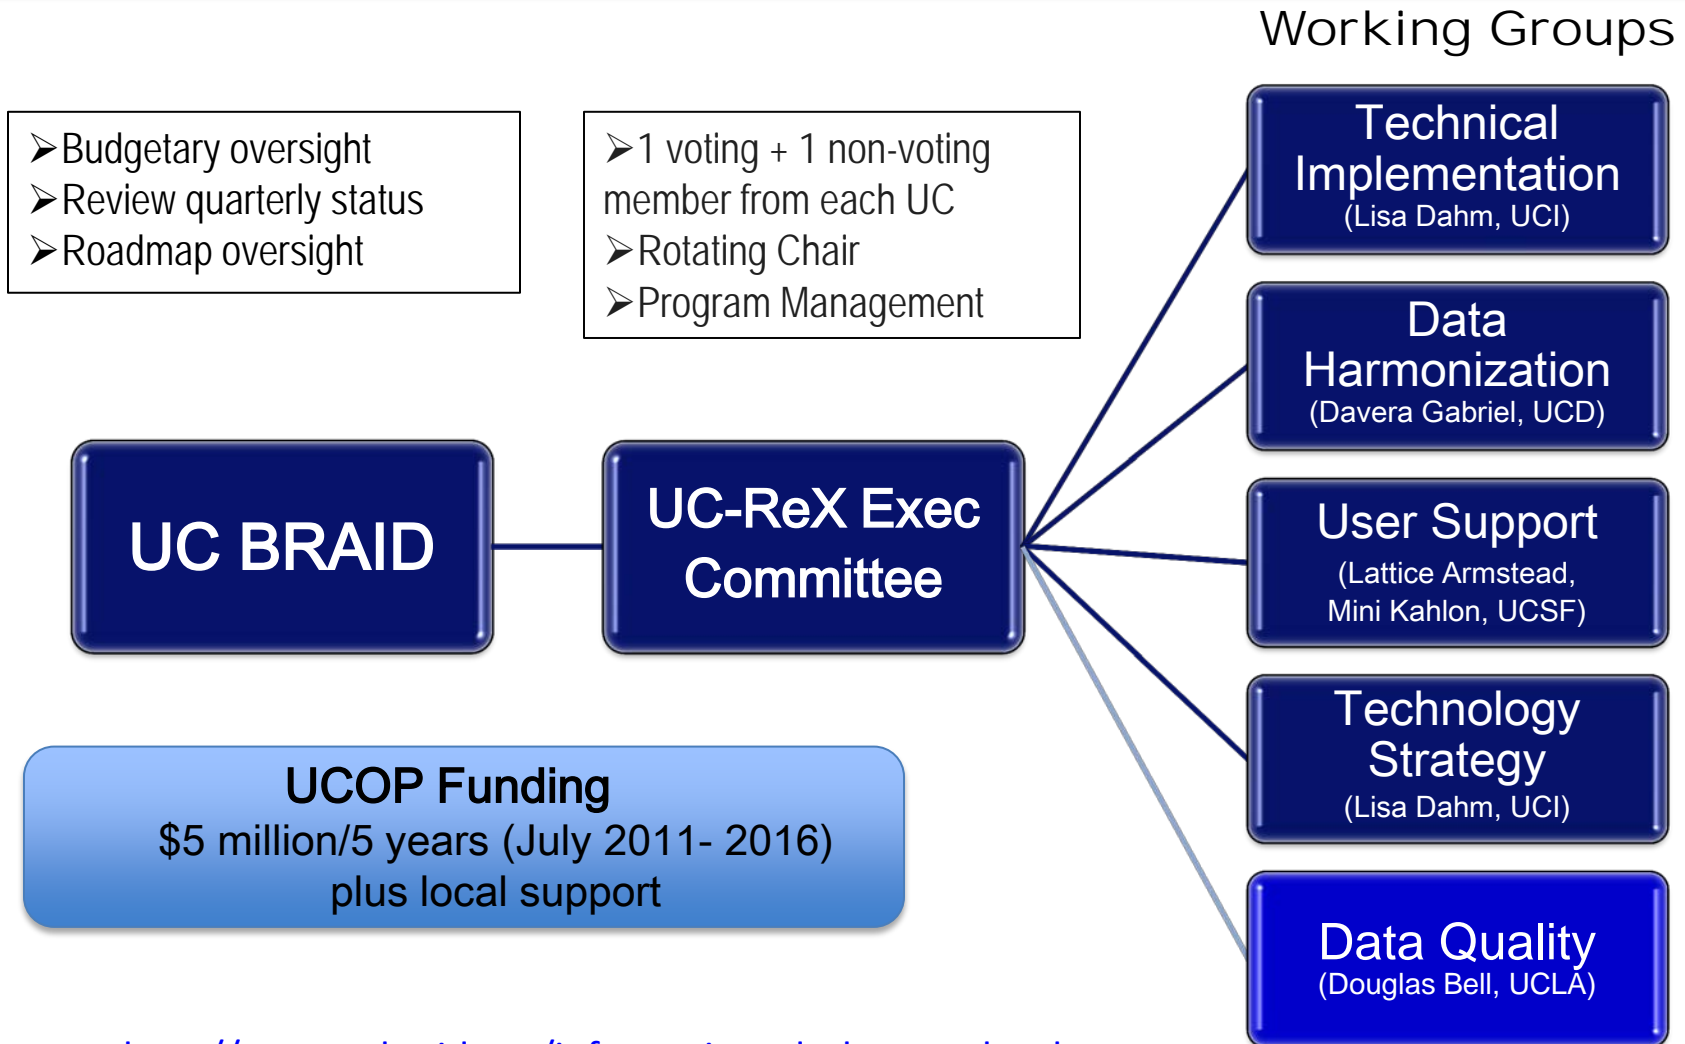 Working Groups
➢Budgetary oversight
➢Review quarterly status
➢Roadmap oversight
➢1 voting + 1 non-voting
member from each UC
➢Rotating Chair
➢Program Management
UC BRAID
UC-ReX Exec
Committee
Technical
Implementation
(Lisa Dahm, UCI)
Data
Harmonization
(Davera Gabriel, UCD)
User Support
(Lattice Armstead,
Mini Kahlon, UCSF)
Technology
Strategy
(Lisa Dahm, UCI)
Data Quality
(Douglas Bell, UCLA)
UCOP Funding
$5 million/5 years (July 2011- 2016)
plus local support